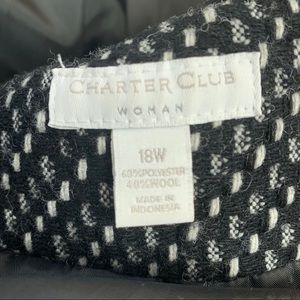 CHARTER CLUB
WOMAN
18W
60%POLYESTER
40%WOOL
MADE IN
INDONESIA